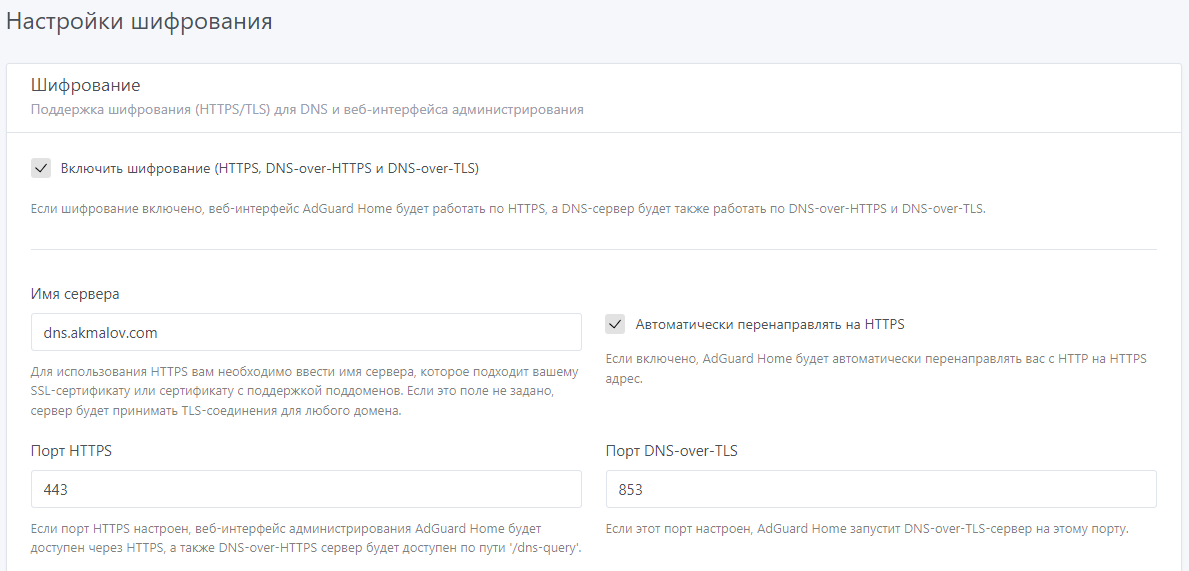 Настройки шифрования
Шифрование
Поддержка шифрования (HTTPS/TLS) для DNS и веб-интерфейса администрирования
Включить шифрование (HTTPS, DNS-over-HTTPS и DNS-over-TLS)
Если шифрование включено, веб-интерфейс AdGuard Home будет работать по HTTPS, а DNS-сервер будет также работать по DNS-over-HTTPS и DNS-over-TLS.
Имя сервера
dns.akmalov.com
Для использования HTTPS вам необходимо ввести имя сервера, которое подходит вашему
SSL-сертификату или сертификату с поддержкой поддоменов. Если это поле не задано,
сервер будет принимать TLS-соединения для любого домена.
Автоматически перенаправлять на HTTPS
Если включено, AdGuard Home будет автоматически перенаправлять вас с HTTP на HTTPS
адрес.
Порт HTTPS
443
Если порт HTTPS настроен, веб-интерфейс администрирования AdGuard Home будет
доступен через HTTPS, а также DNS-over-HTTPS сервер будет доступен по пути '/dns-query'.
Порт DNS-over-TLS
853
Если этот порт настроен, AdGuard Home запустит DNS-over-TLS-сервер на этому порту.